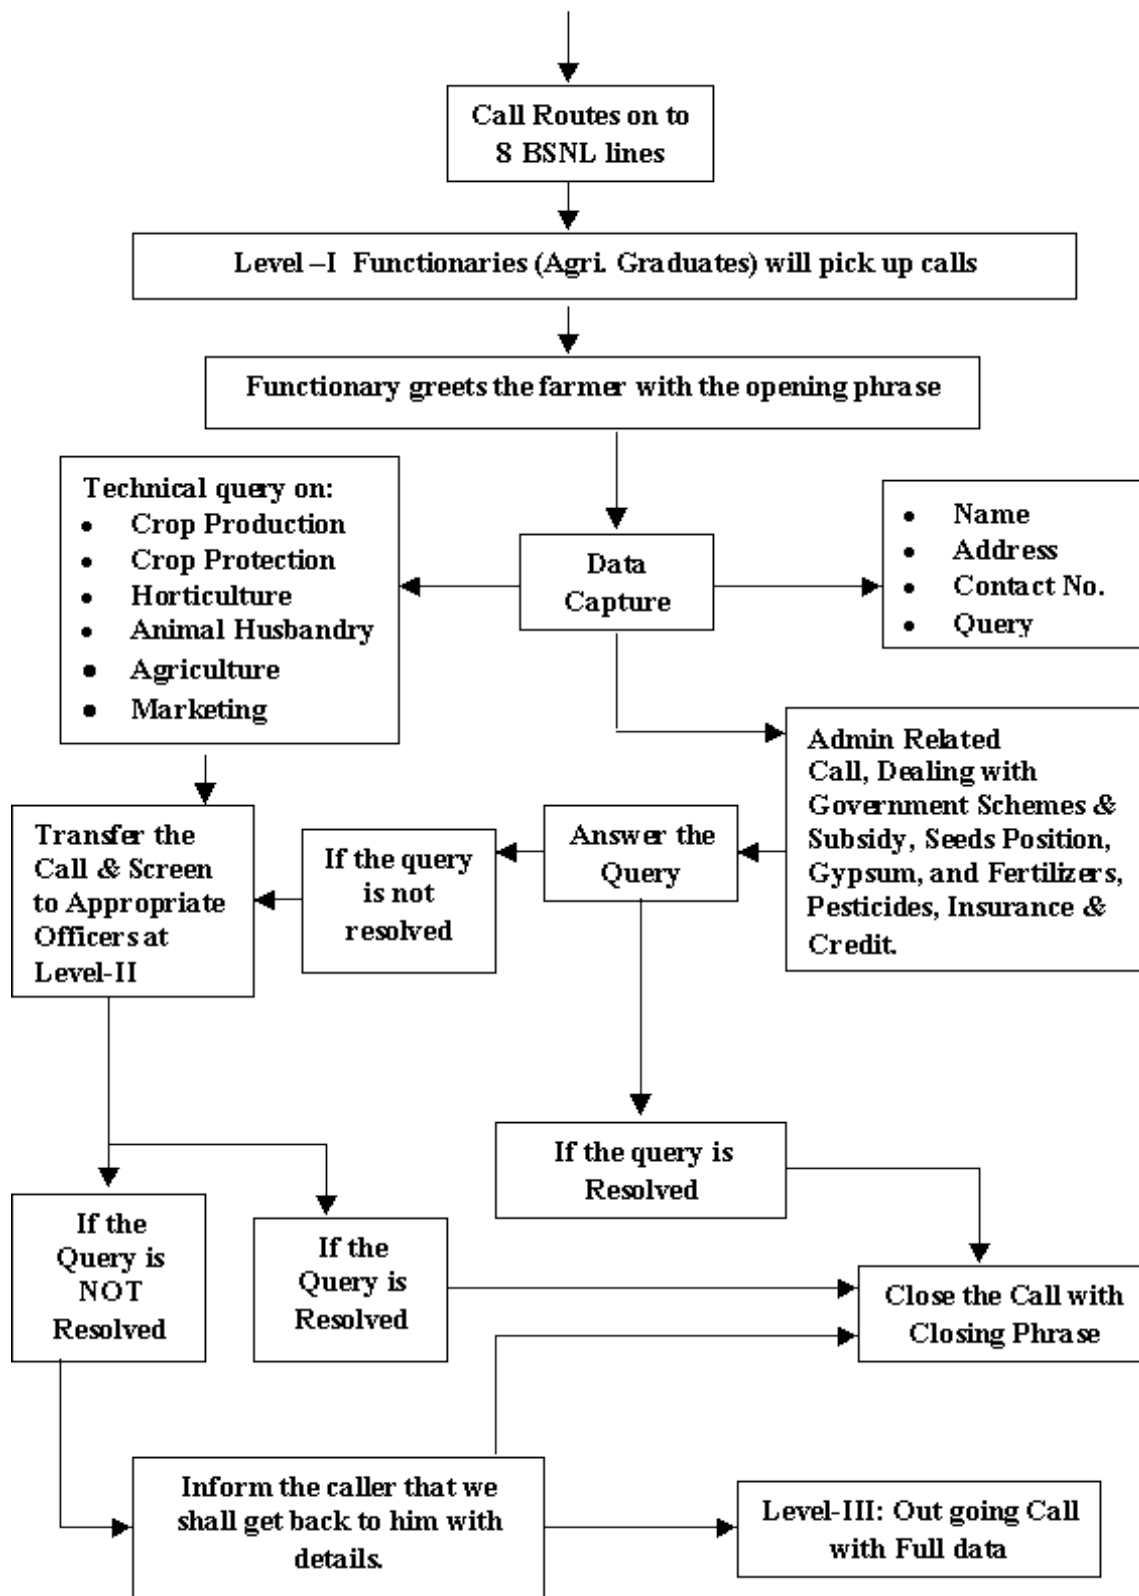 Call Routes on to
8 BSNL lines
Level –I Functionaries (Agri. Graduates) will pick up calls
Functionary greets the farmer with the opening phrase
Technical query on:
• Crop Production
• Crop Protection
• Horticulture
• Animal Husbandry
• Agriculture
• Marketing
Data
Capture
• Name
• Address
• Contact No.
• Query
Admin Related
Call, Dealing with
Government Schemes &
Subsidy, Seeds Position,
Gypsum, and Fertilizers,
Pesticides, Insurance &
Credit.
Answer the
Query
If the query
is not
resolved
Transfer the
Call & Screen
to Appropriate
Officers at
Level-II
If the query is
Resolved
If the
Query is
NOT
Resolved
If the
Query is
Resolved
Close the Call with
Closing Phrase
Inform the caller that we
shall get back to him with
details.
Level-III: Out going Call
with Full data